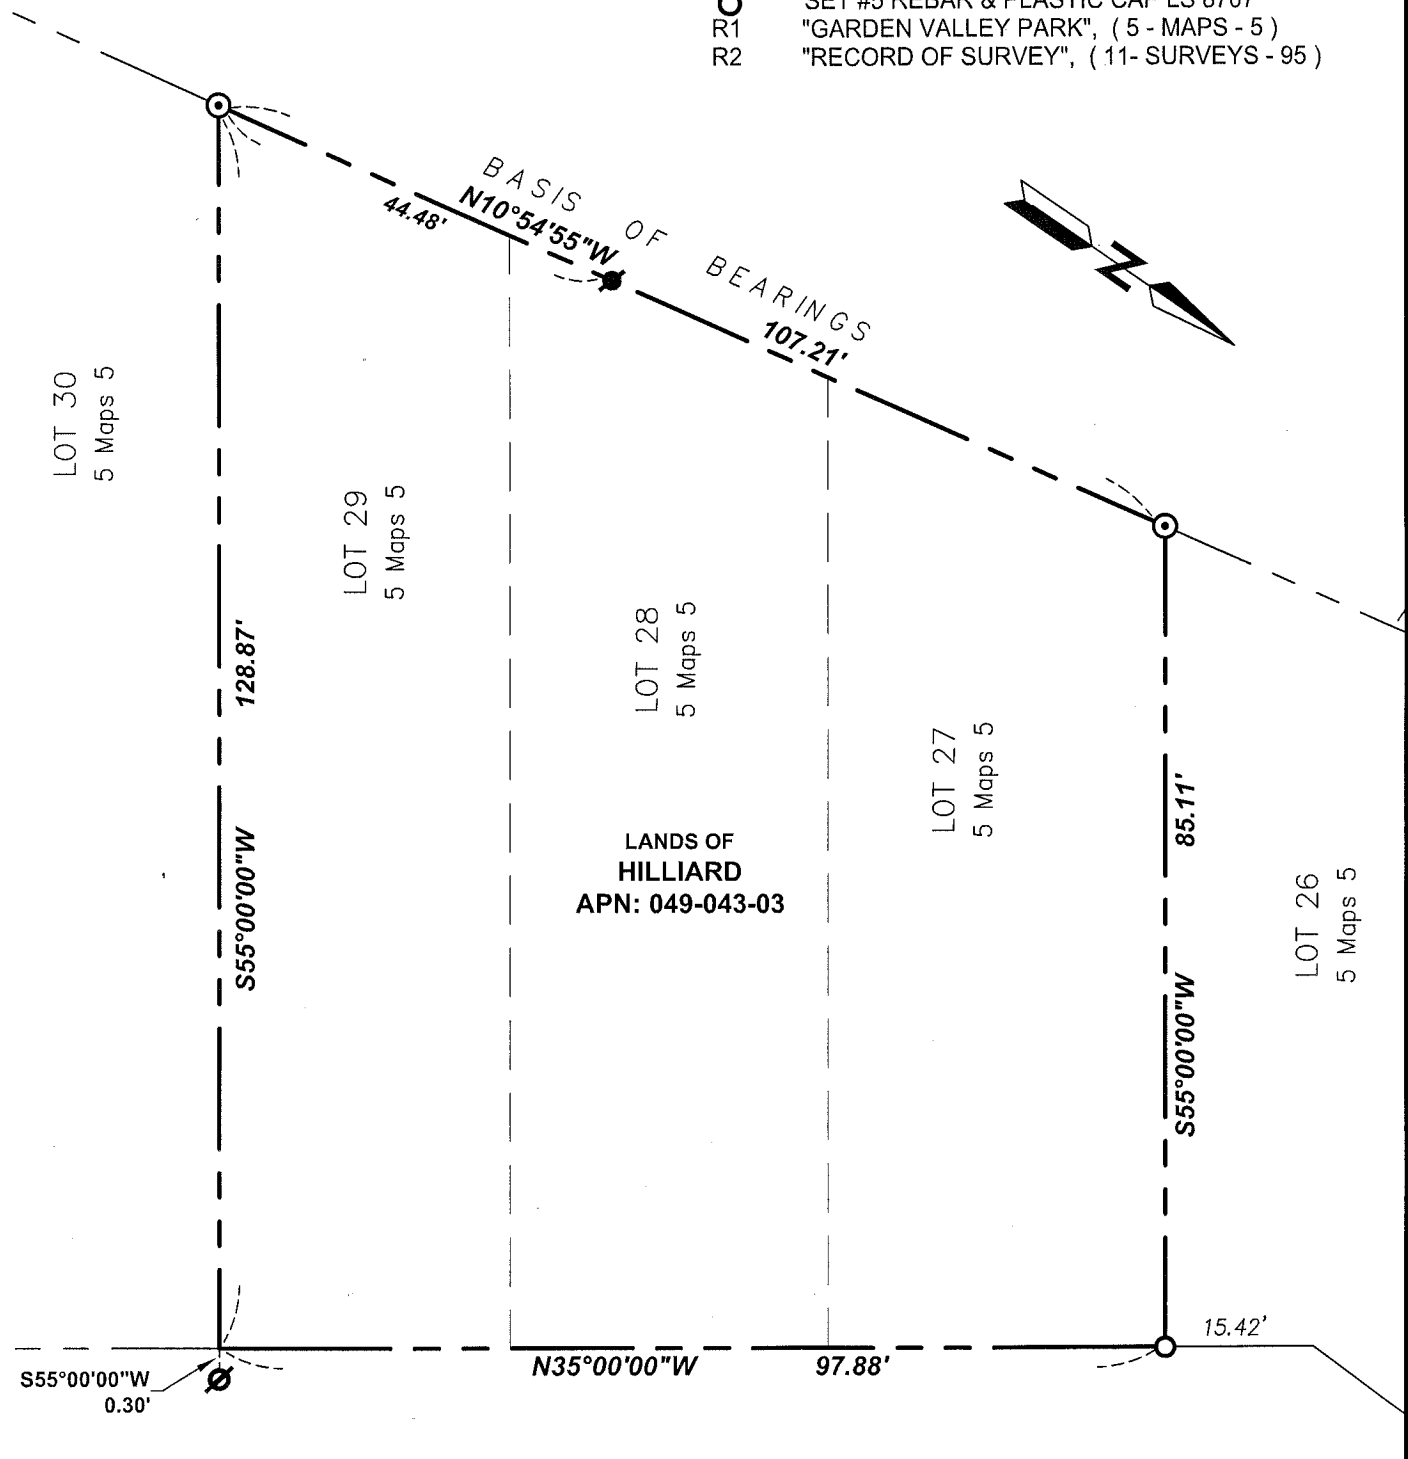 SET #5 REBAR & PLASTIC CAP LS 8767
R1 "GARDEN VALLEY PARK", ( 5 - MAPS - 5 )
R2 "RECORD OF SURVEY", ( 11- SURVEYS - 95 )
BASIS OF BEARINGS
44.48'
N10°54'55"W
107.21'
N
LOT 30
5 Maps 5
LOT 29
5 Maps 5
LOT 28
5 Maps 5
LOT 27
5 Maps 5
LOT 26
5 Maps 5
128.87'
S55°00'00"W
85.11'
S55°00'00"W
LANDS OF
HILLIARD
APN: 049-043-03
15.42'
N35°00'00"W 97.88'
S55°00'00"W
0.30'